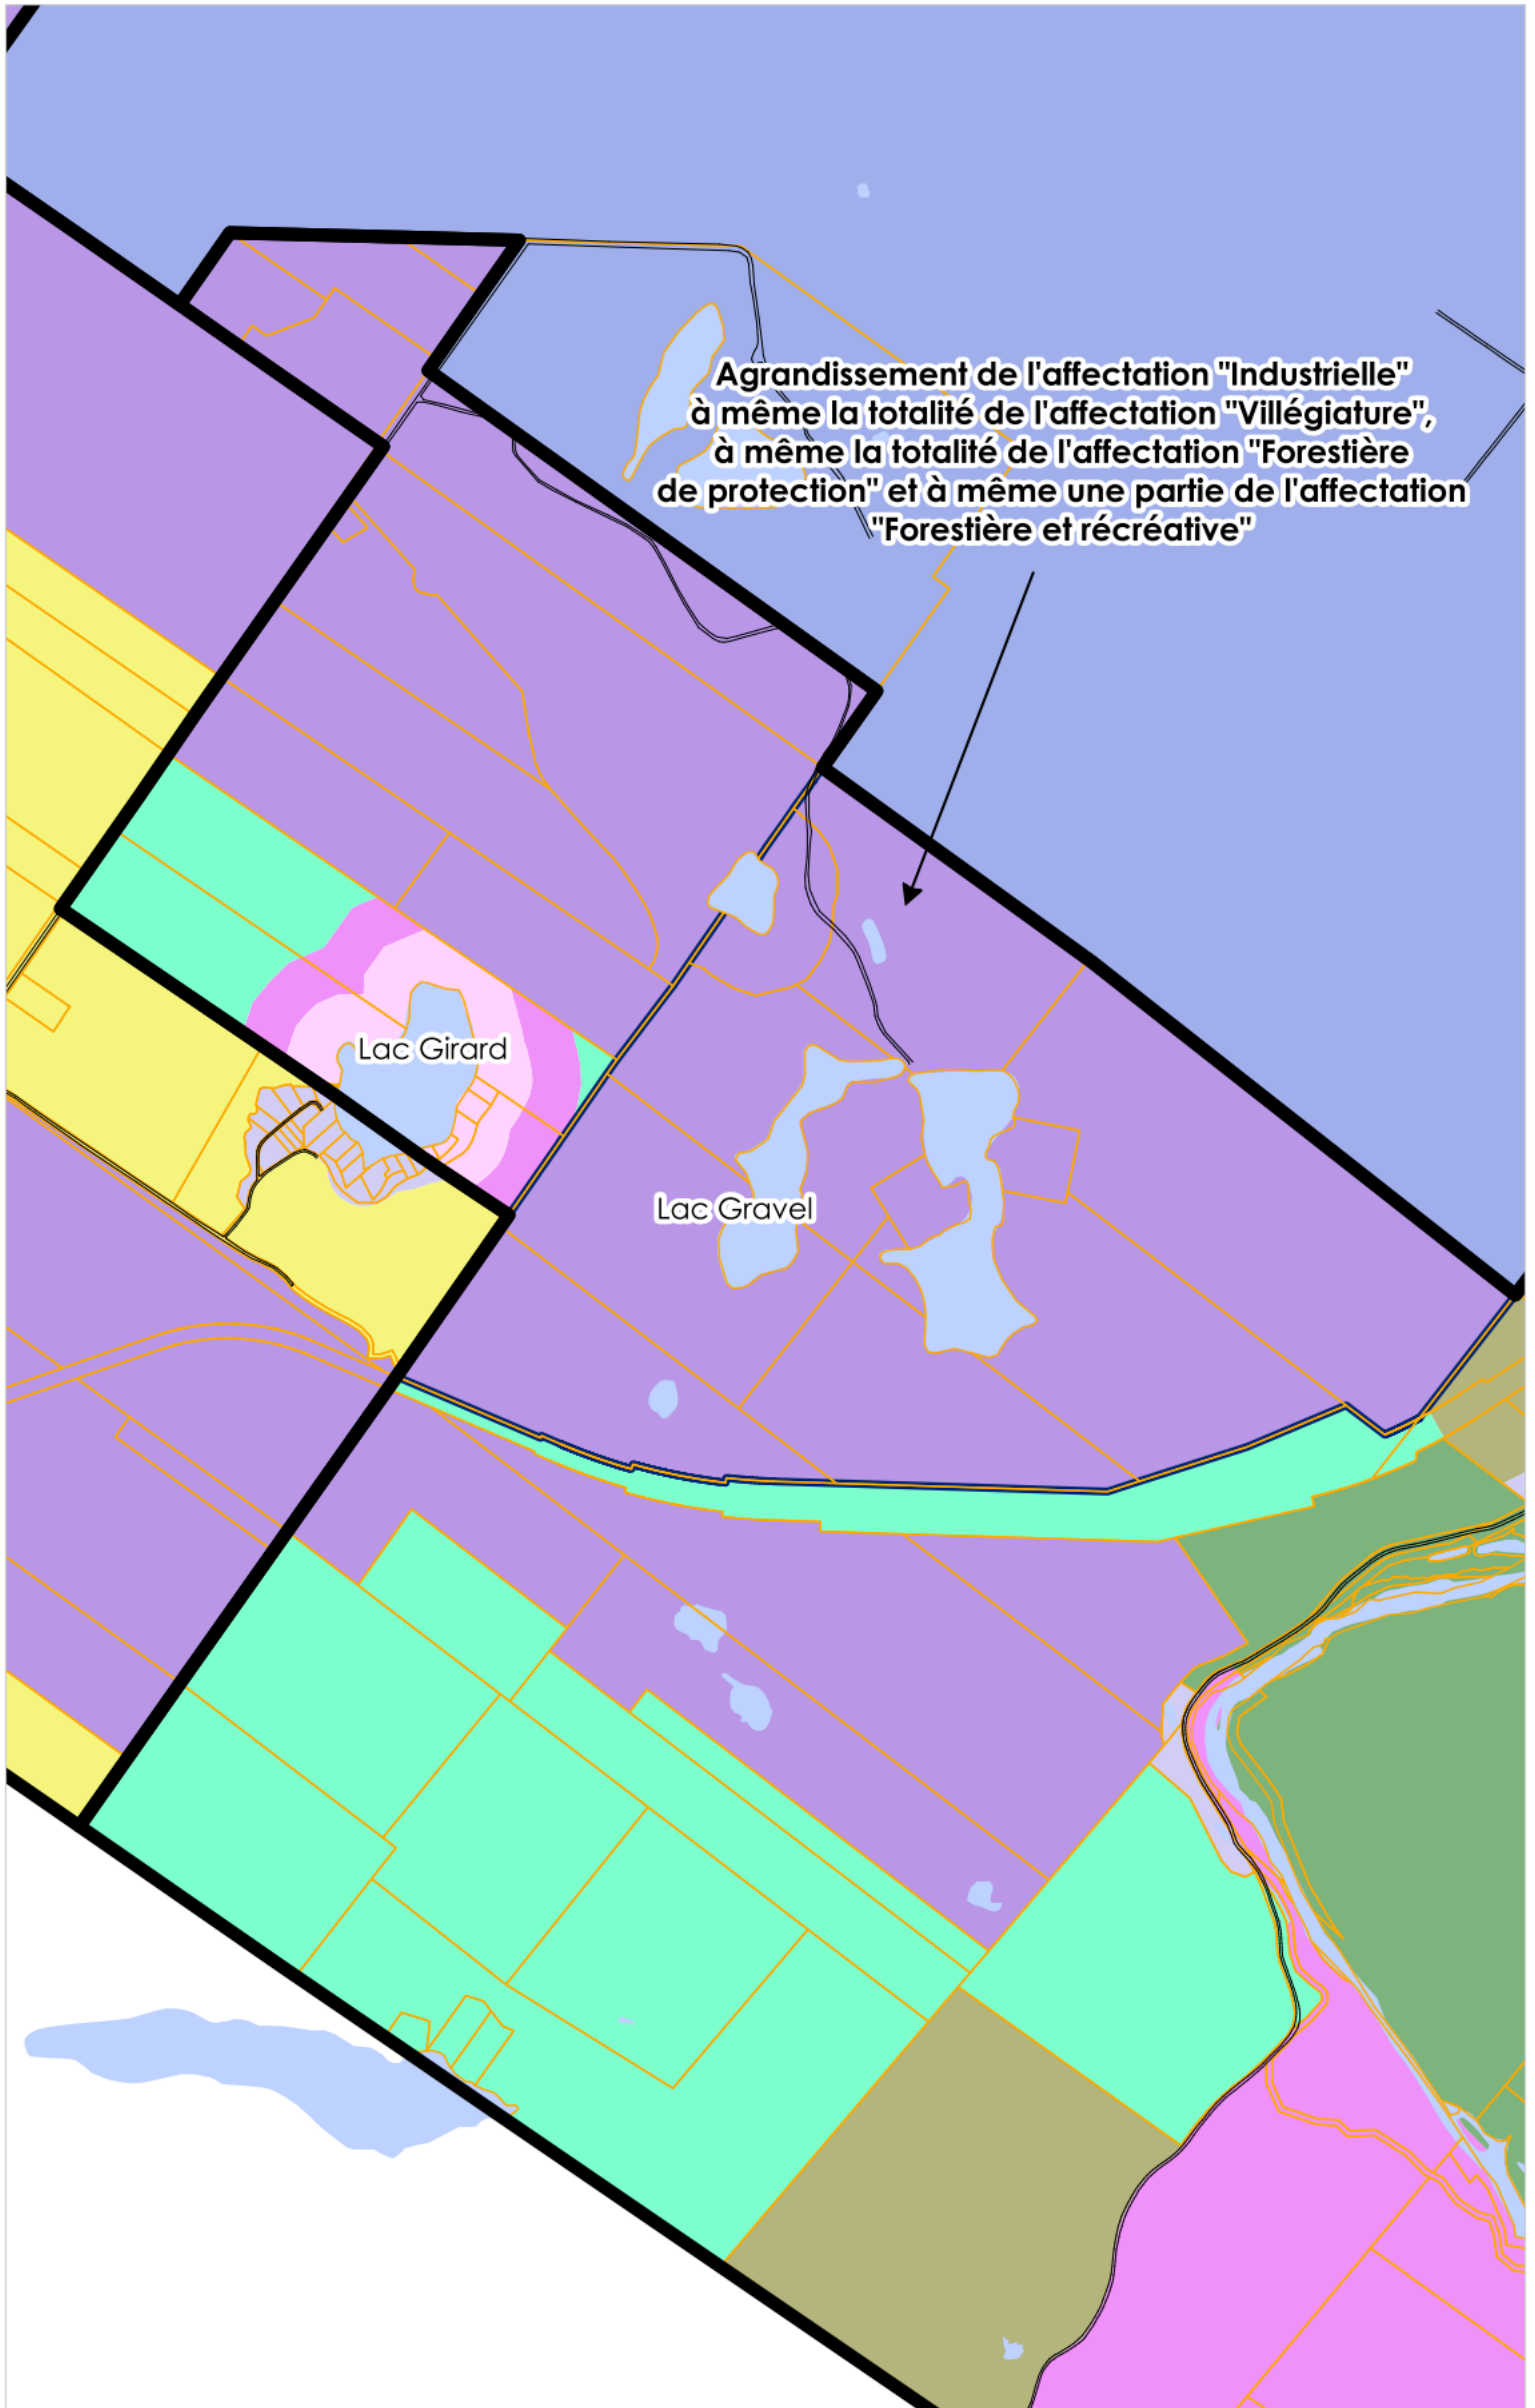 Agrandissement de l'affectation "Industrielle"
à même la totalité de l'affectation "Villégiature",
à même la totalité de l'affectation "Forestière
de protection" et à même une partie de l'affectation
"Forestière et récréative"
Lac Girard
Lac Gravel